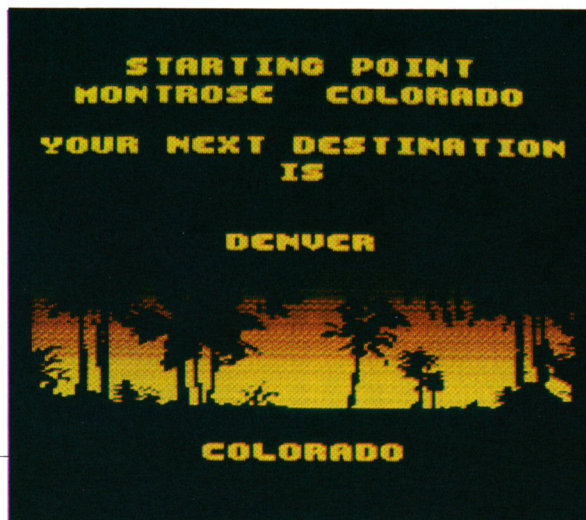 STARTING POINT
MONTROSE COLORADO
YOUR NEXT DESTINATION
IS
DENVER
COLORADO